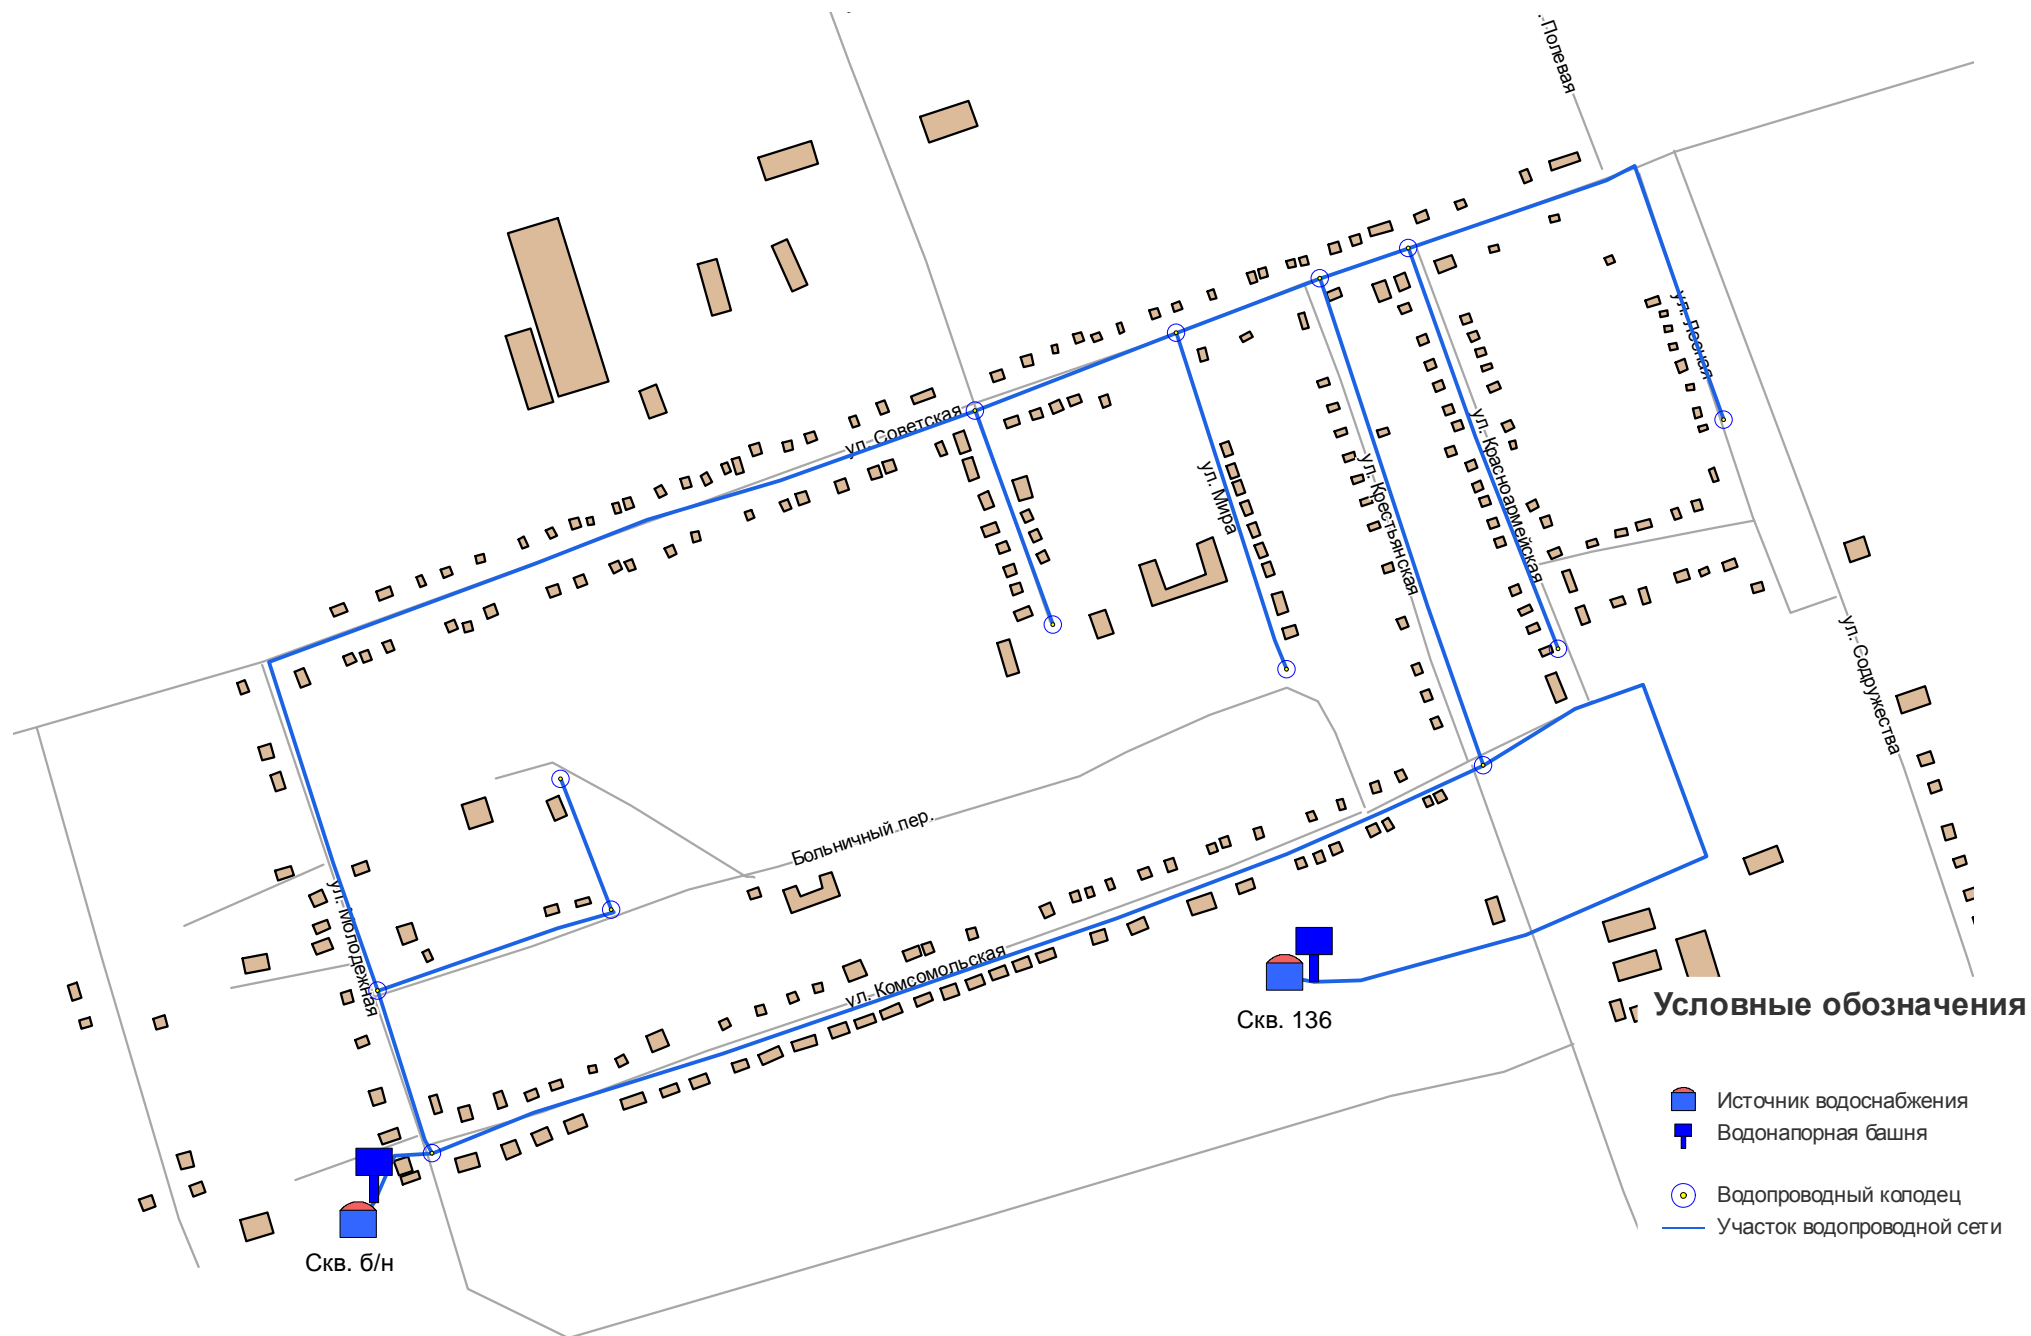 . Полевая
ул. Советская
ул. Лесная
ул. Мира
ул. Крестьянская
ул. Красноармейская
ул. Содружества
Больничный пер.
ул. Молодежная
ул. Комсомольская
Скв. 136
Скв. б/н
Условные обозначения
Источник водоснабжения
Водонапорная башня
Водопроводный колодец
Участок водопроводной сети